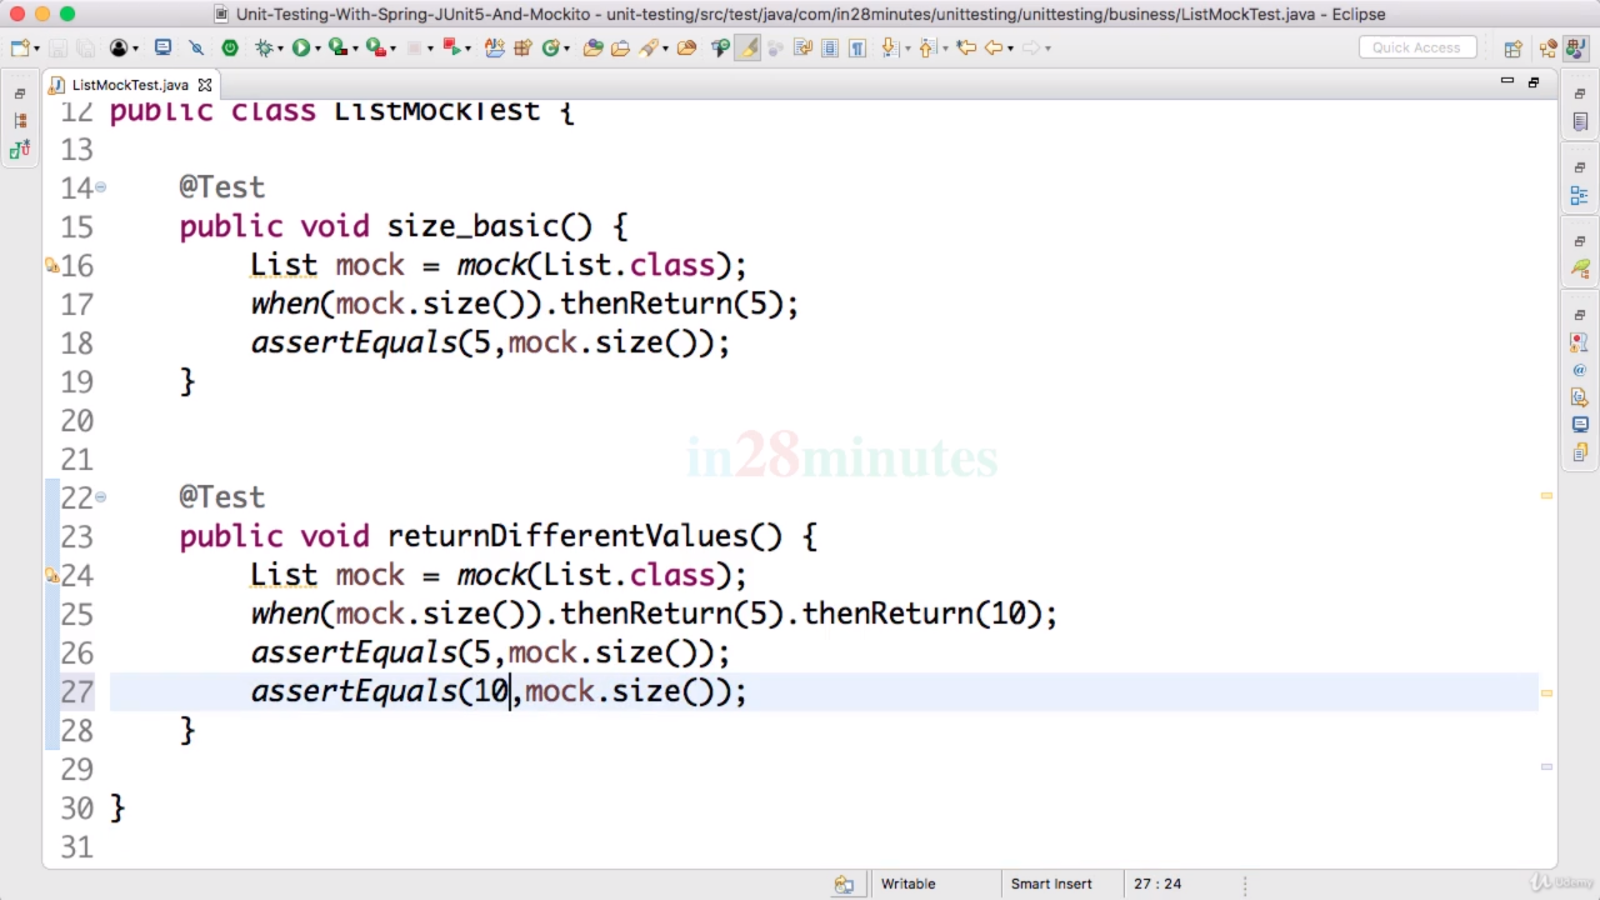 Unit-Testing-With-Spring-JUnit5-And-Mockito - unit-testing/src/test/java/com/in28minutes/unittesting/unittesting/business/ListMockTest.java - Eclipse
Quick Access
ListMockTest.java
12 public class ListMockTest {
13
14 @Test
15 public void size_basic() {
16 List mock = mock(List.class);
17 when(mock.size()).thenReturn(5);
18 assertEquals(5,mock.size());
19 }
20
21
in28minutes
22 @Test
23 public void returnDifferentValues() {
24 List mock = mock(List.class);
25 when(mock.size()).thenReturn(5).thenReturn(10);
26 assertEquals(5,mock.size());
27 assertEquals(10,mock.size());
28 }
29
30 }
31
Writable Smart Insert 27 : 24
Udemy